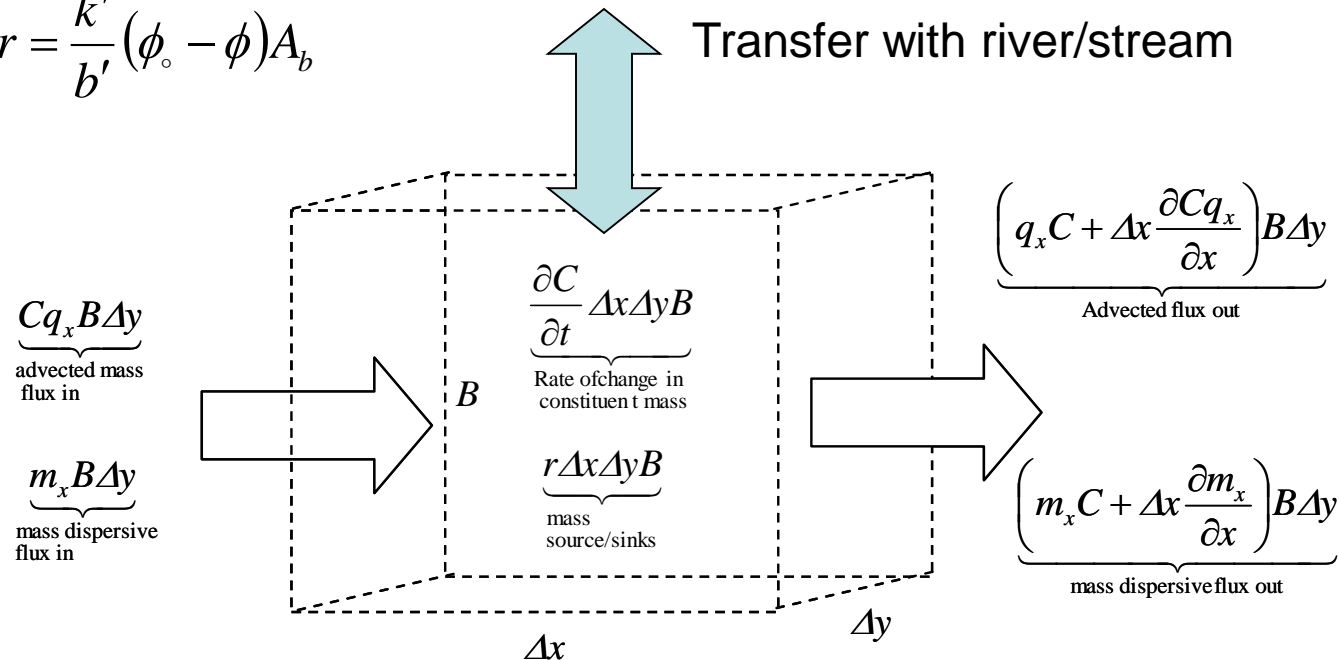 r = k′/b′ (ϕ∘ − ϕ) A_b
Transfer with river/stream
(q_x C + Δx ∂Cq_x/∂x) BΔy
Advected flux out
∂C/∂t ΔxΔyB
Rate ofchange in
constituen t mass
Cq_x BΔy
advected mass
flux in
B
rΔxΔyB
mass
source/sinks
m_x BΔy
mass dispersive
flux in
(m_x C + Δx ∂m_x/∂x) BΔy
mass dispersive flux out
Δy
Δx